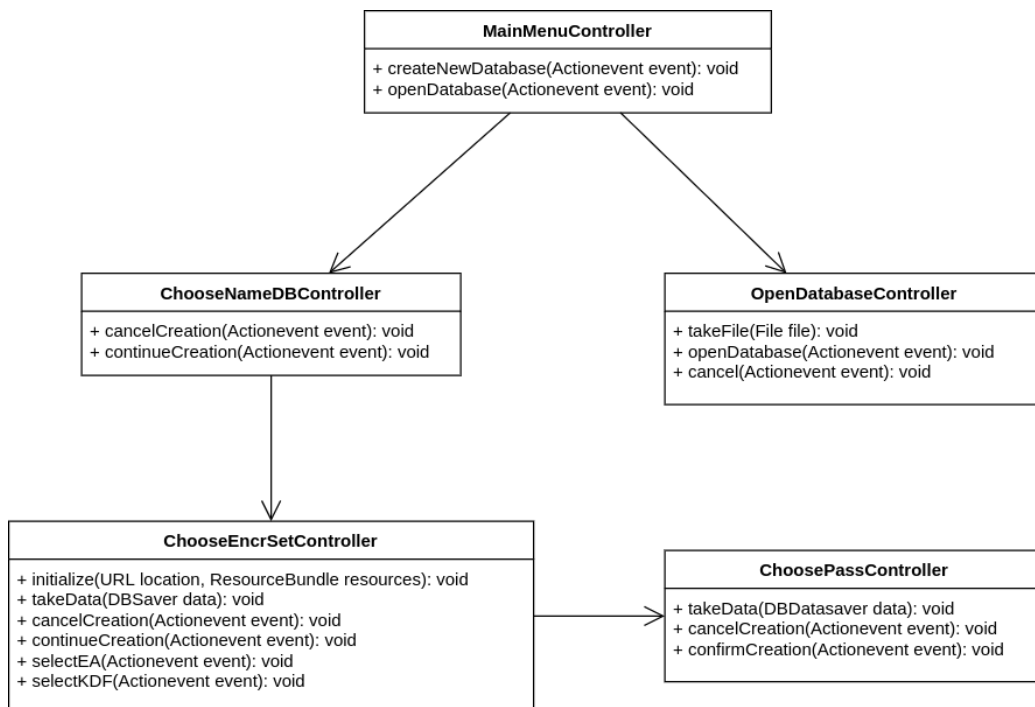 MainMenuController
+ createNewDatabase(Actionevent event): void
+ openDatabase(Actionevent event): void
ChooseNameDBController
+ cancelCreation(Actionevent event): void
+ continueCreation(Actionevent event): void
OpenDatabaseController
+ takeFile(File file): void
+ openDatabase(Actionevent event): void
+ cancel(Actionevent event): void
ChooseEncrSetController
+ initialize(URL location, ResourceBundle resources): void
+ takeData(DBSaver data): void
+ cancelCreation(Actionevent event): void
+ continueCreation(Actionevent event): void
+ selectEA(Actionevent event): void
+ selectKDF(Actionevent event): void
ChoosePassController
+ takeData(DBDatasaver data): void
+ cancelCreation(Actionevent event): void
+ confirmCreation(Actionevent event): void